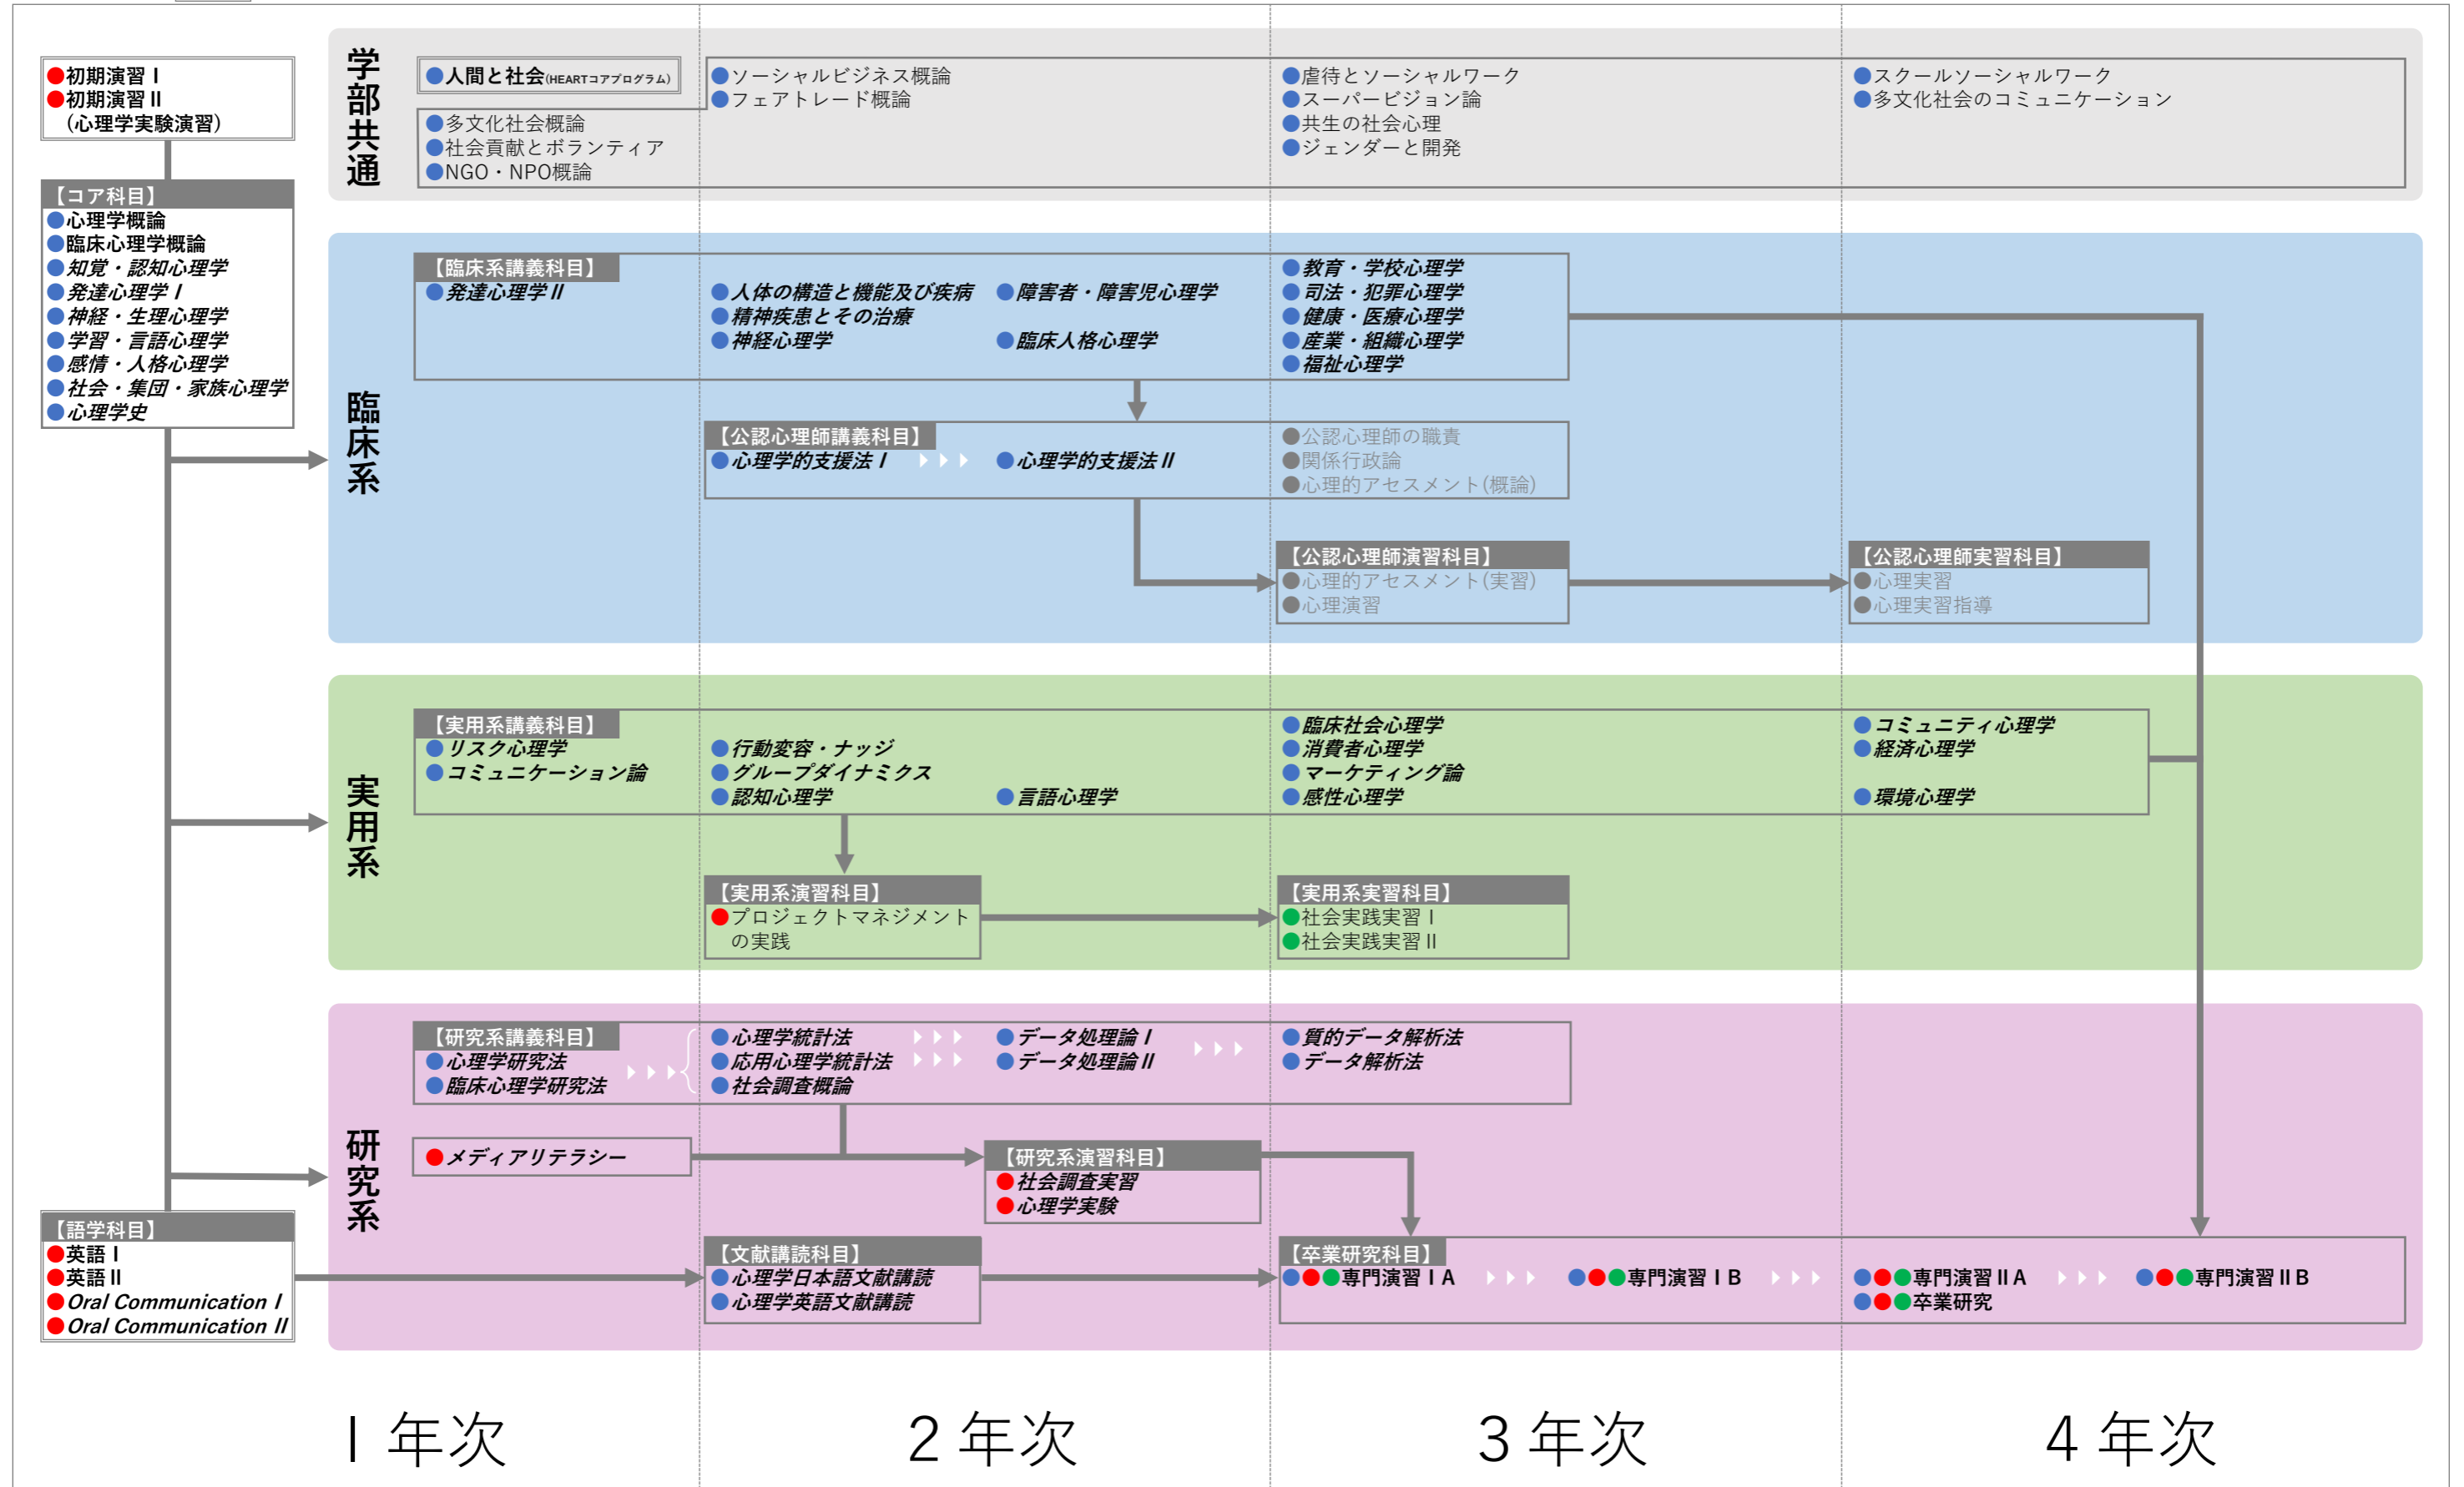 ●初期演習Ⅰ
●初期演習Ⅱ
(心理学実験演習)
【コア科目】
●心理学概論
●臨床心理学概論
●知覚・認知心理学
●発達心理学Ⅰ
●神経・生理心理学
●学習・言語心理学
●感情・人格心理学
●社会・集団・家族心理学
●心理学史
【語学科目】
●英語Ⅰ
●英語Ⅱ
●Oral Communication I
●Oral Communication II
学部共通
●人間と社会(HEARTコアプログラム)
●多文化社会概論
●社会貢献とボランティア
●NGO・NPO概論
●ソーシャルビジネス概論
●フェアトレード概論
●虐待とソーシャルワーク
●スーパービジョン論
●共生の社会心理
●ジェンダーと開発
●スクールソーシャルワーク
●多文化社会のコミュニケーション
臨床系
【臨床系講義科目】
●発達心理学Ⅱ
●人体の構造と機能及び疾病
●精神疾患とその治療
●神経心理学
●障害者・障害児心理学
●臨床人格心理学
●教育・学校心理学
●司法・犯罪心理学
●健康・医療心理学
●産業・組織心理学
●福祉心理学
【公認心理師講義科目】
●心理学的支援法Ⅰ
●心理学的支援法Ⅱ
●公認心理師の職責
●関係行政論
●心理的アセスメント(概論)
【公認心理師演習科目】
●心理的アセスメント(実習)
●心理演習
【公認心理師実習科目】
●心理実習
●心理実習指導
実用系
【実用系講義科目】
●リスク心理学
●コミュニケーション論
●行動変容・ナッジ
●グループダイナミクス
●認知心理学
●言語心理学
●臨床社会心理学
●消費者心理学
●マーケティング論
●感性心理学
●コミュニティ心理学
●経済心理学
●環境心理学
【実用系演習科目】
●プロジェクトマネジメント
の実践
【実用系実習科目】
●社会実践実習Ⅰ
●社会実践実習Ⅱ
研究系
【研究系講義科目】
●心理学研究法
●臨床心理学研究法
●心理学統計法
●応用心理学統計法
●社会調査概論
●データ処理論Ⅰ
●データ処理論Ⅱ
●質的データ解析法
●データ解析法
●メディアリテラシー
【研究系演習科目】
●社会調査実習
●心理学実験
【文献講読科目】
●心理学日本語文献講読
●心理学英語文献講読
【卒業研究科目】
●●●専門演習ⅠA
●●●専門演習ⅠB
●●●専門演習ⅡA
●●●卒業研究
●●●専門演習ⅡB
1年次
2年次
3年次
4年次